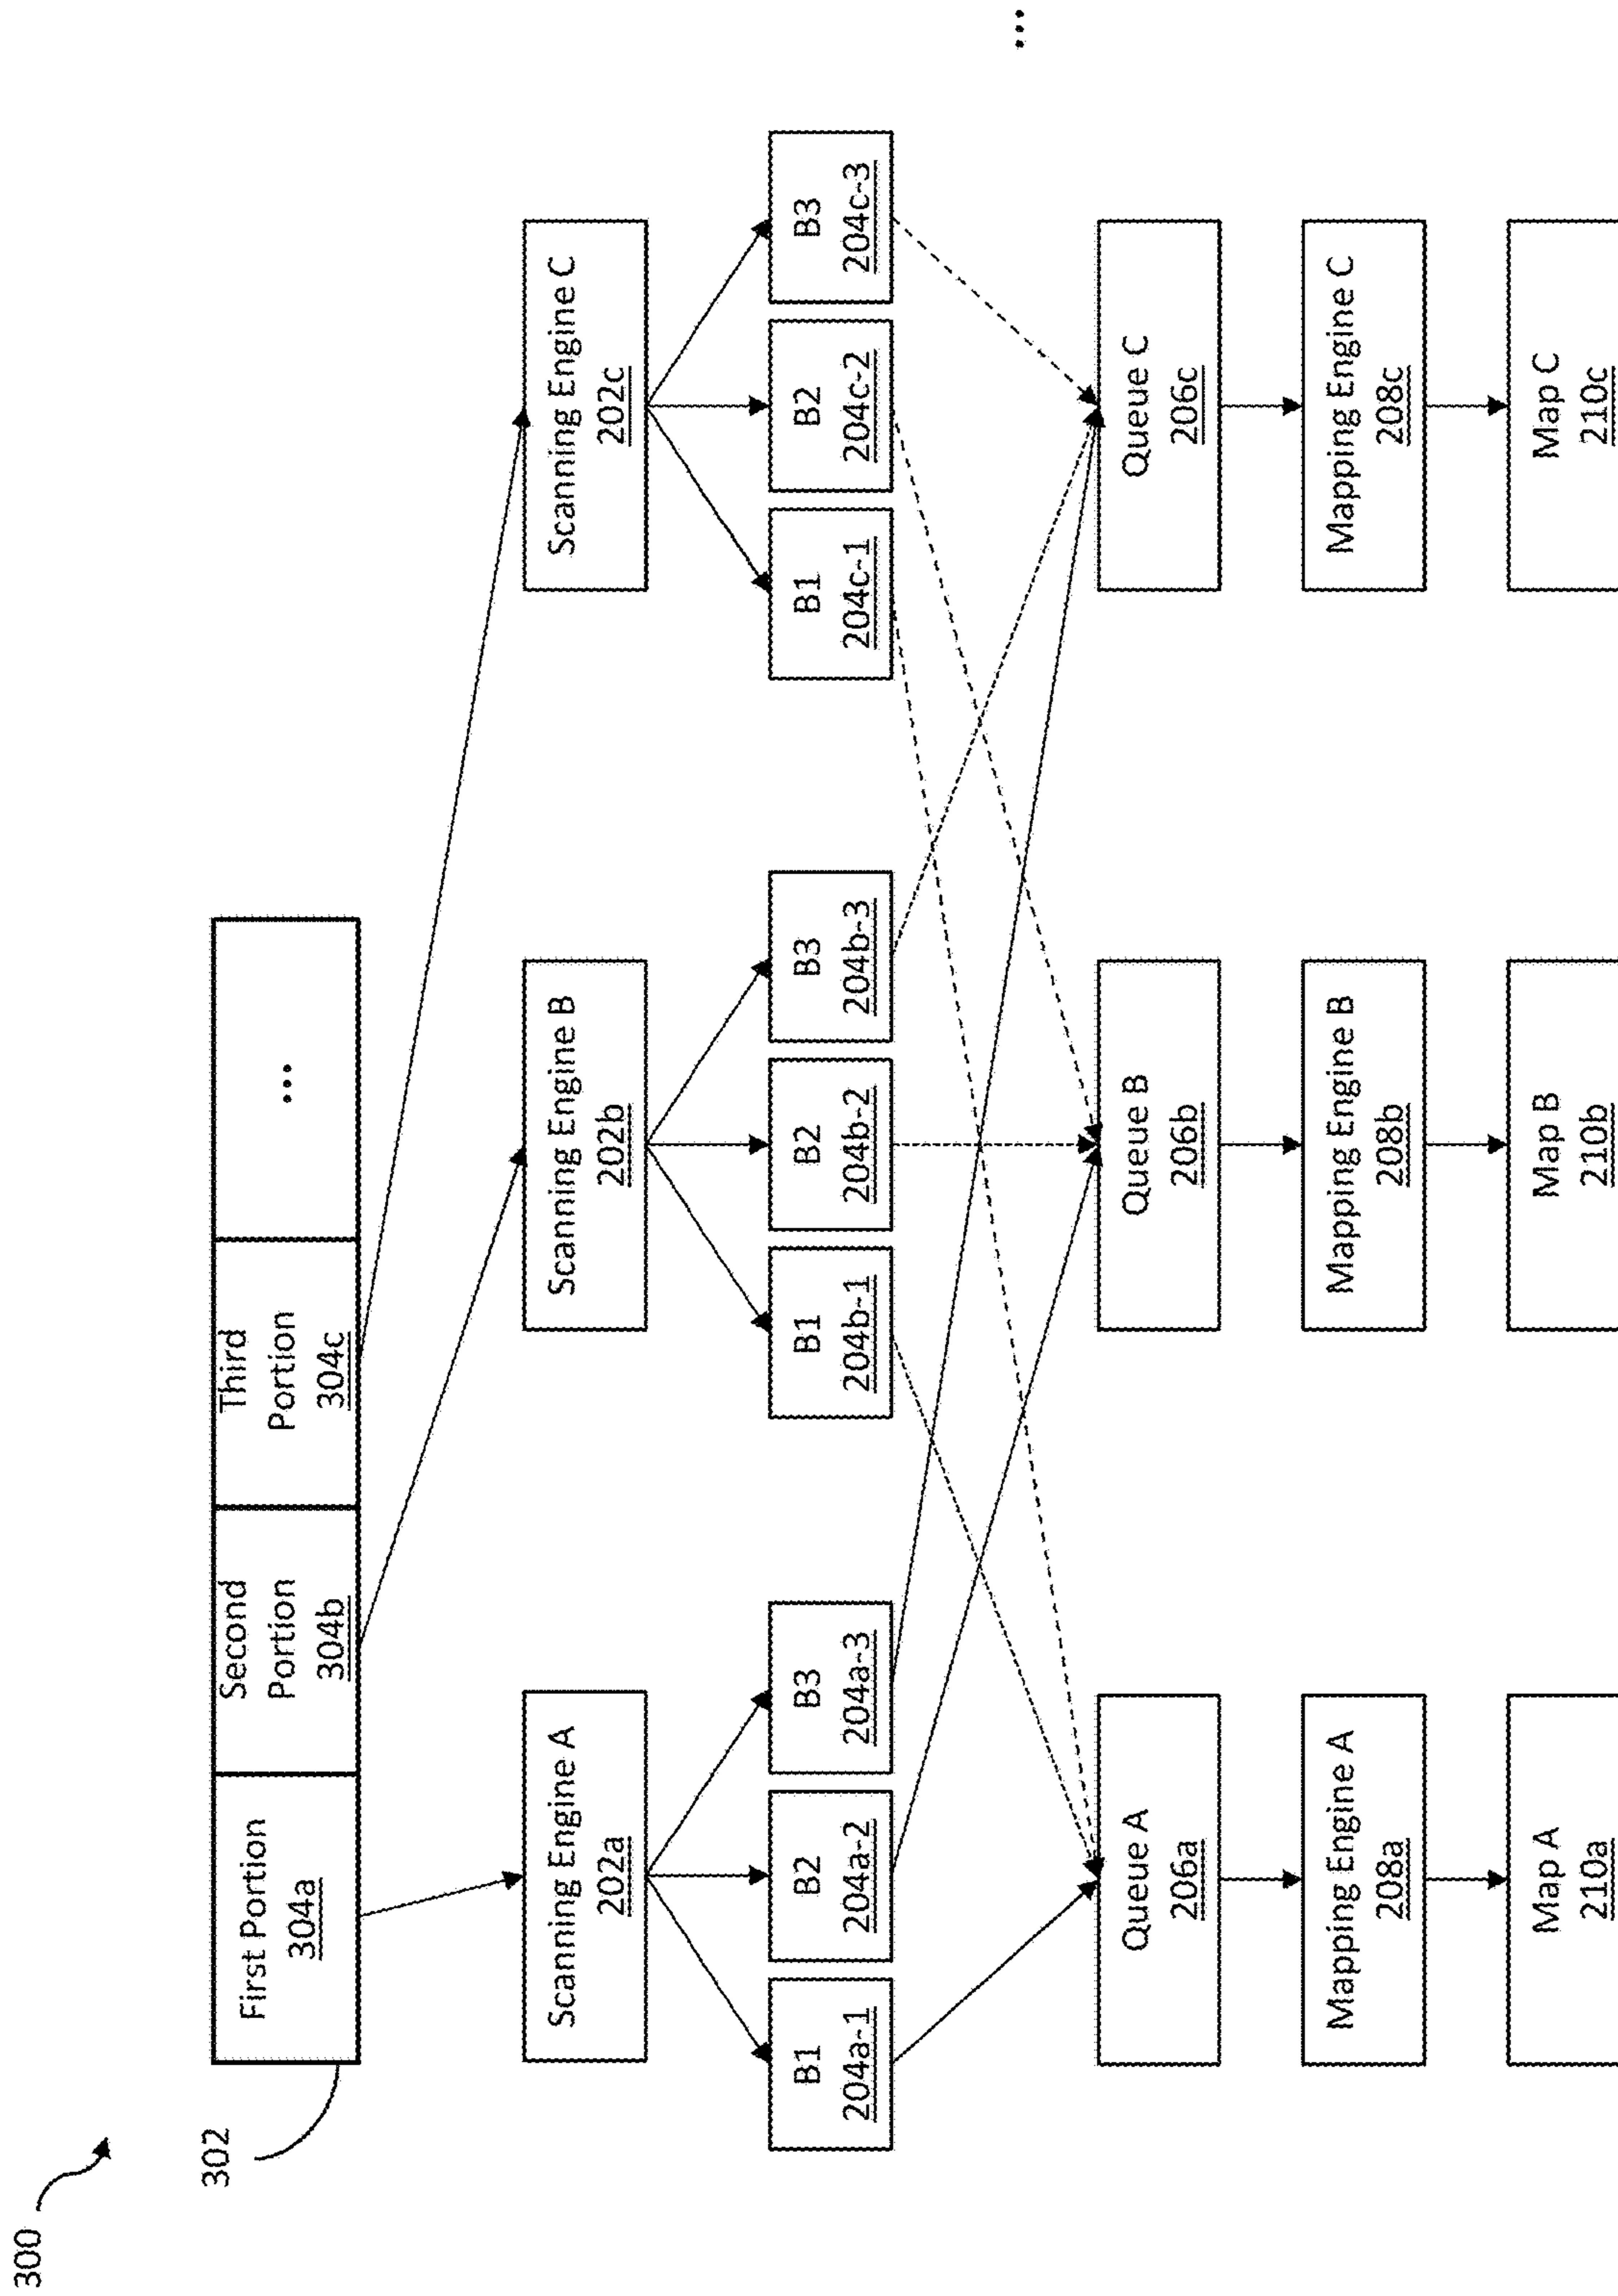 300
302
First Portion
304a
Second
Portion
304b
Third
Portion
304c
...
Scanning Engine A
202a
Scanning Engine B
202b
Scanning Engine C
202c
B1
204a-1
B2
204a-2
B3
204a-3
B1
204b-1
B2
204b-2
B3
204b-3
B1
204c-1
B2
204c-2
B3
204c-3
...
Queue A
206a
Queue B
206b
Queue C
206c
Mapping Engine A
208a
Mapping Engine B
208b
Mapping Engine C
208c
Map A
210a
Map B
210b
Map C
210c